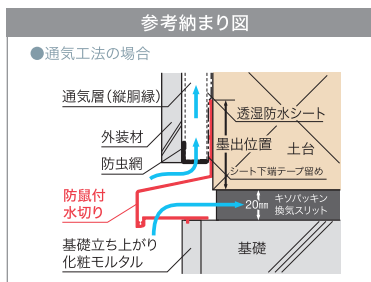 参考納まり図
●通気工法の場合
通気層（縦胴縁）
外装材
防虫網
防鼠付
水切り
基礎立ち上がり
化粧モルタル
透湿防水シート
墨出位置
土台
シート下端テープ留め
20mm
キソパッキン
換気スリット
基礎